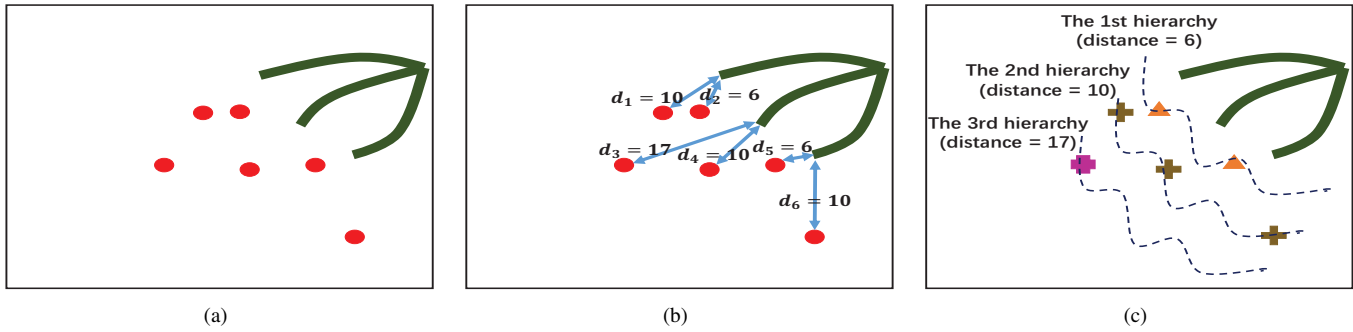 d₁ = 10
d₂ = 6
d₃ = 17
d₄ = 10
d₅ = 6
d₆ = 10
The 1st hierarchy
(distance = 6)
The 2nd hierarchy
(distance = 10)
The 3rd hierarchy
(distance = 17)
(a)
(b)
(c)